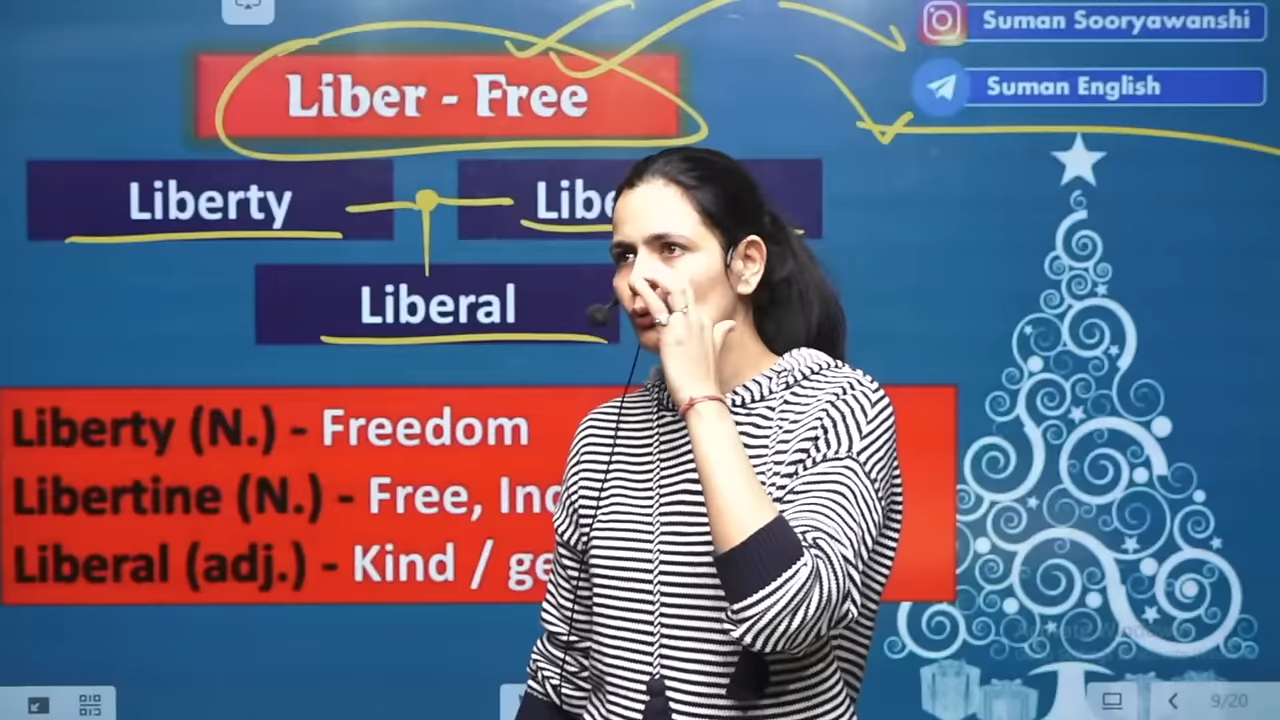 Suman Sooryawanshi
Suman English
Liber - Free
Liberty
Liberal
Liberty (N.) - Freedom
Libertine (N.) - Free,
Liberal (adj.) - Kind /
9/20